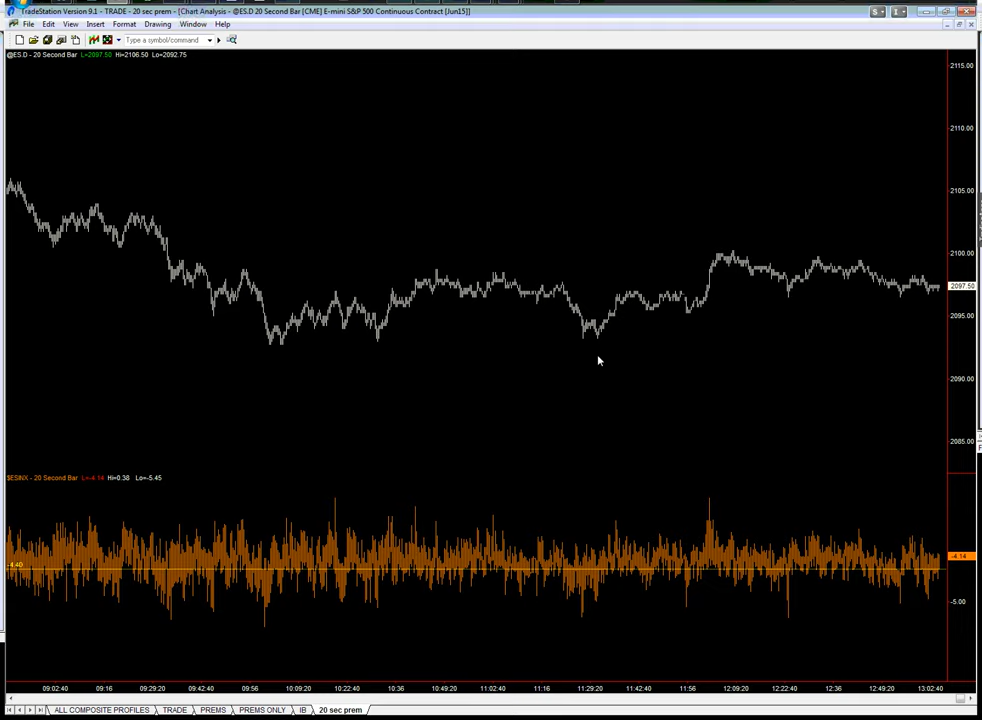 TradeStation Version 9.1 - TRADE - 20 sec prem - [Chart Analysis - @ES.D 20 Second Bar [CME] E-mini S&P 500 Continuous Contract [Jun15]]
S
I
File Edit View Insert Format Drawing Window Help
Type a symbol/command
@ES.D - 20 Second Bar L=2097.50 Hi=2106.50 Lo=2092.75
2115.00
2110.00
2105.00
2100.00
2097.50
2095.00
2090.00
2085.00
$ESINX - 20 Second Bar L=-4.14 Hi=0.38 Lo=-5.45
-4.14
-4.40
-5.00
09:02:40 09:16 09:29:20 09:42:40 09:56 10:09:20 10:22:40 10:36 10:49:20 11:02:40 11:16 11:29:20 11:42:40 11:56 12:09:20 12:22:40 12:36 12:49:20 13:02:40
ALL COMPOSITE PROFILES TRADE PREMS PREMS ONLY IB 20 sec prem